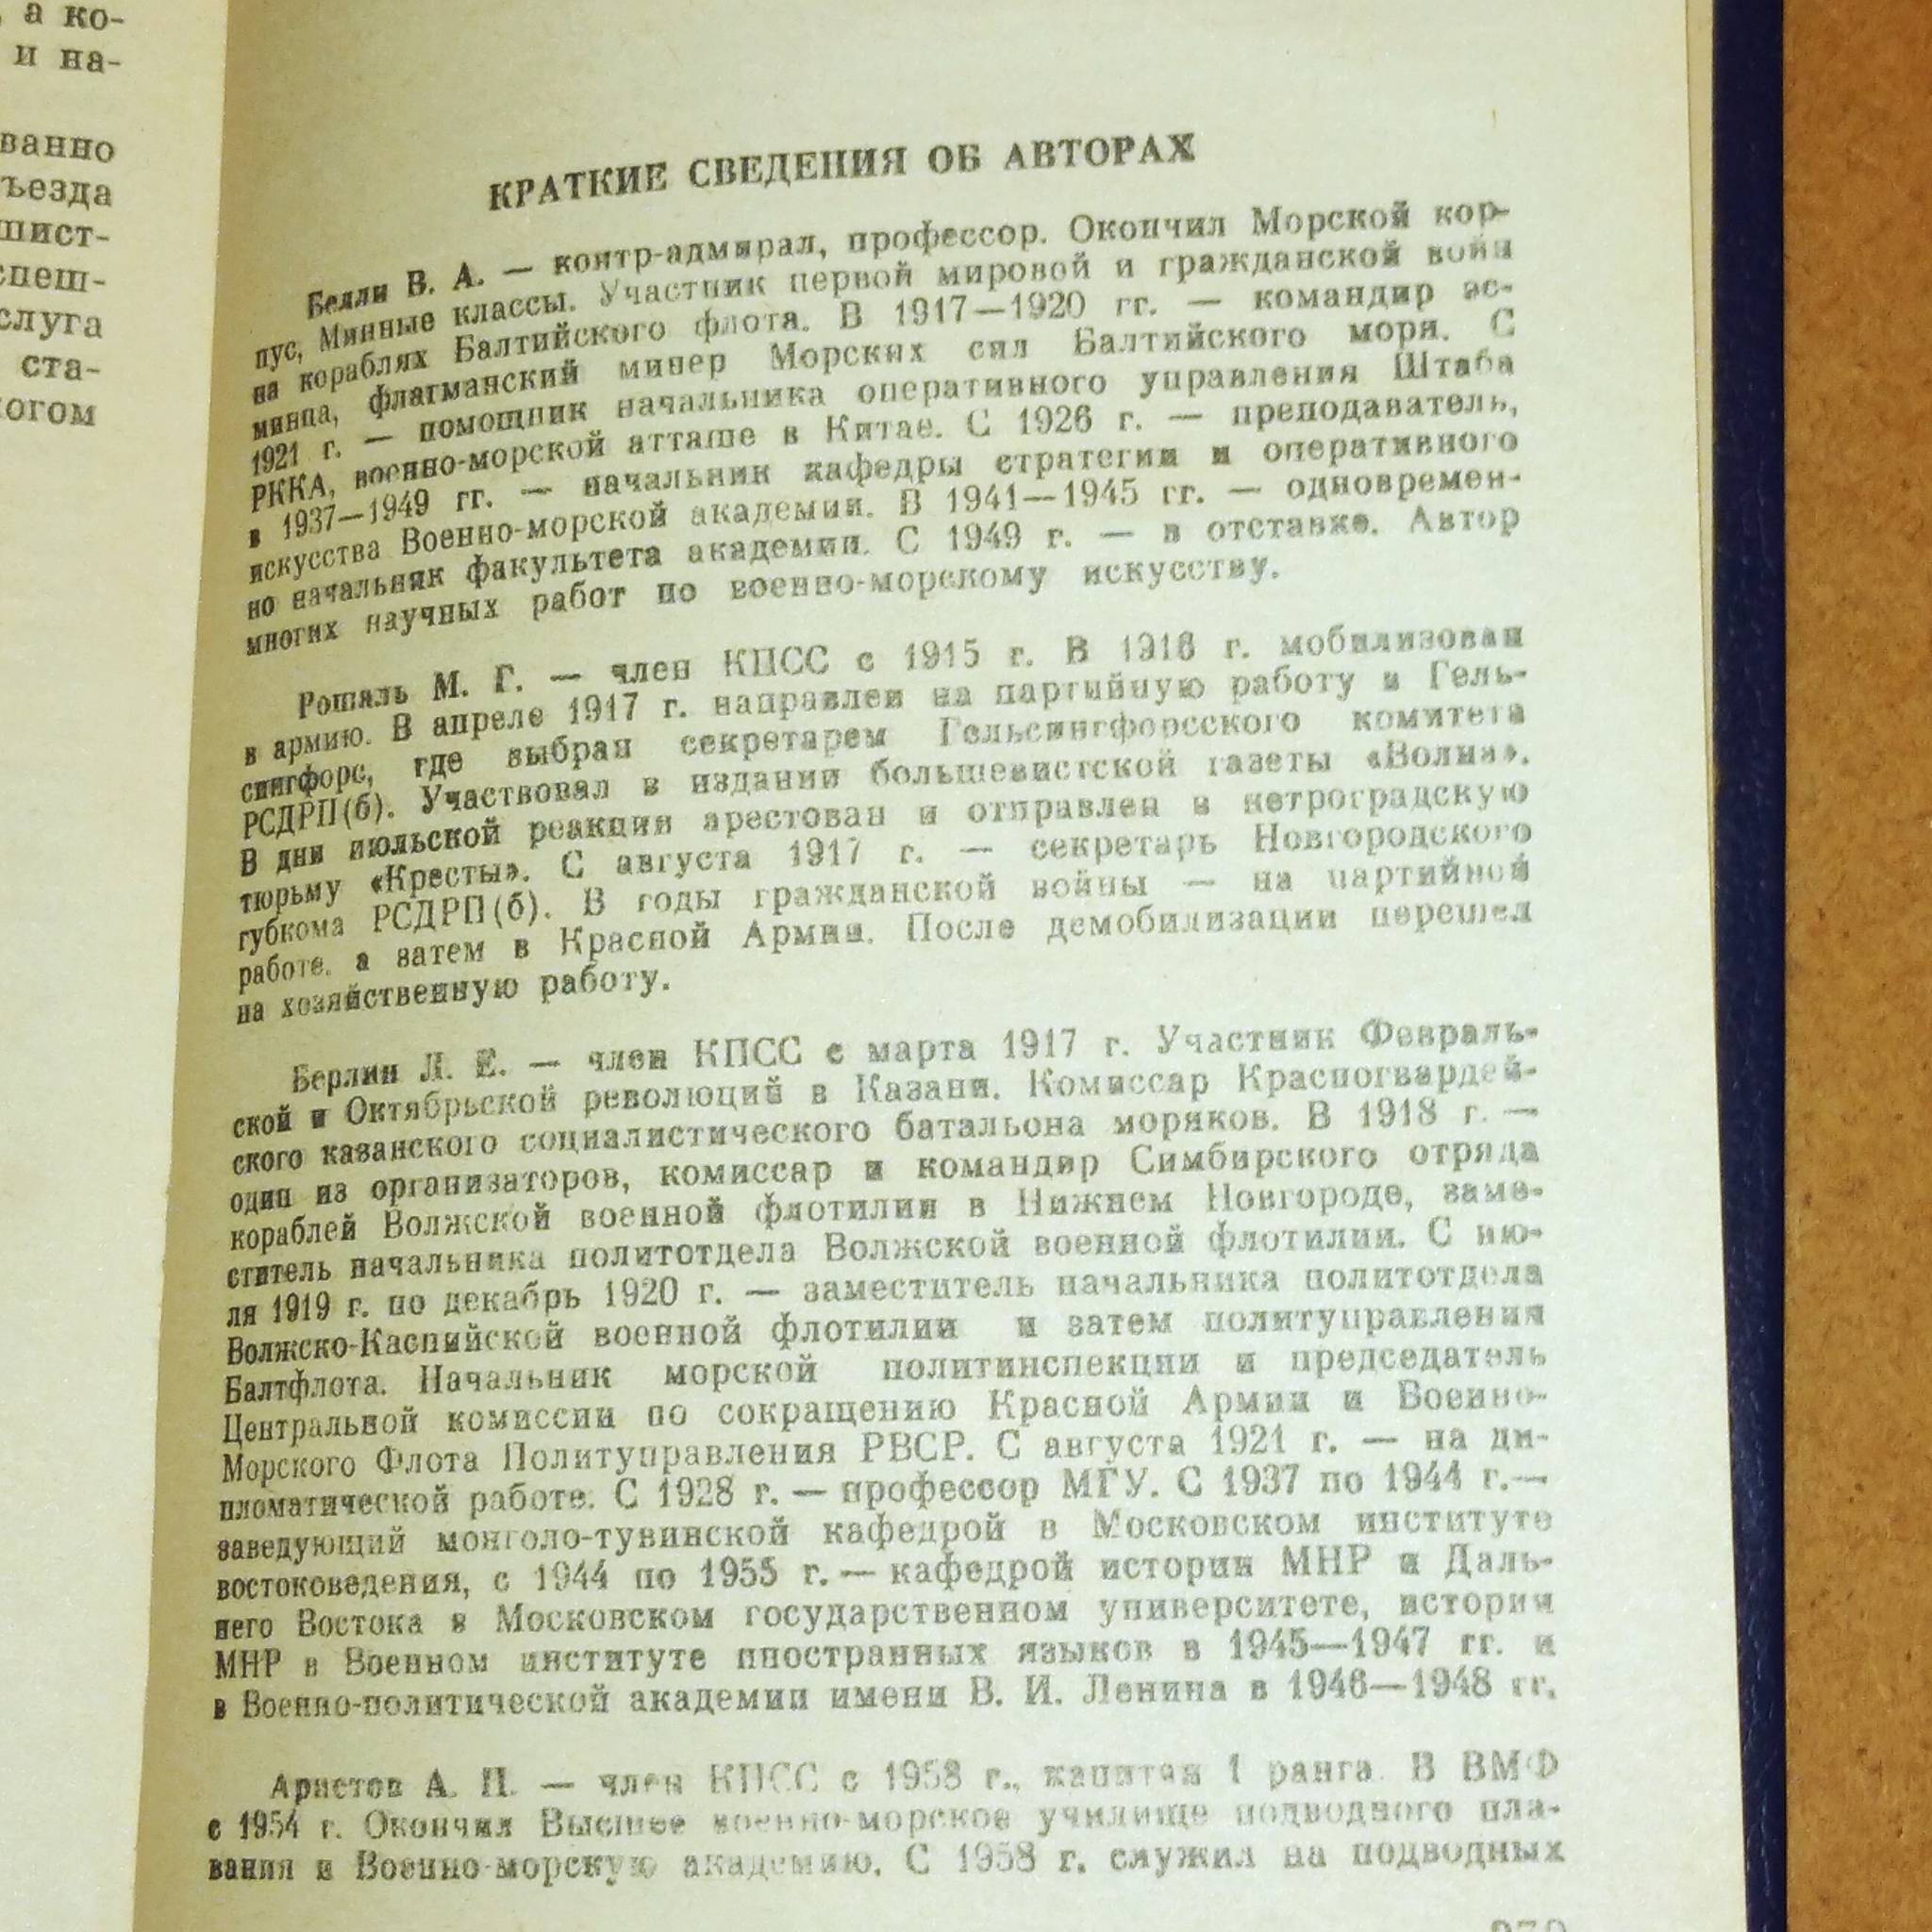 , а ко-
и на-
ванно
ъезда
шист-
спеш-
слуга
ста-
огом
КРАТКИЕ СВЕДЕНИЯ ОБ АВТОРАХ
Белли В. А. — контр-адмирал, профессор. Окончил Морской кор-
пус, Минные классы. Участник первой мировой и гражданской войн
на кораблях Балтийского флота. В 1917—1920 гг. — командир эс-
минца, флагманский минер Морских сил Балтийского моря. С
1921 г. — помощник начальника оперативного управления Штаба
РККА, военно-морской атташе в Китае. С 1926 г. — преподаватель,
в 1937—1949 гг. — начальник кафедры стратегии и оперативного
искусства Военно-морской академии. В 1941—1945 гг. — одновремен-
но начальник факультета академии. С 1949 г. — в отставке. Автор
многих научных работ по военно-морскому искусству.
Рошаль М. Г. — член КПСС с 1915 г. В 1916 г. мобилизован
в армию. В апреле 1917 г. направлен на партийную работу в Гель-
сингфорс, где выбран секретарем Гельсингфорсского комитета
РСДРП(б). Участвовал в издании большевистской газеты «Волна».
В дни июльской реакции арестован и отправлен в петроградскую
тюрьму «Кресты». С августа 1917 г. — секретарь Новгородского
губкома РСДРП(б). В годы гражданской войны — на партийной
работе, а затем в Красной Армии. После демобилизации перешел
на хозяйственную работу.
Берлин Л. Е. — член КПСС с марта 1917 г. Участник Февраль-
ской и Октябрьской революций в Казани. Комиссар Красногвардей-
ского казанского социалистического батальона моряков. В 1918 г. —
один из организаторов, комиссар и командир Симбирского отряда
кораблей Волжской военной флотилии в Нижнем Новгороде, заме-
ститель начальника политотдела Волжской военной флотилии. С ию-
ля 1919 г. по декабрь 1920 г. — заместитель начальника политотдела
Волжско-Каспийской военной флотилии и затем политуправления
Балтфлота. Начальник морской политинспекции и председатель
Центральной комиссии по сокращению Красной Армии и Военно-
Морского Флота Политуправления РВСР. С августа 1921 г. — на ди-
пломатической работе. С 1928 г. — профессор МГУ. С 1937 по 1944 г.—
заведующий монголо-тувинской кафедрой в Московском институте
востоковедения, с 1944 по 1955 г. — кафедрой истории МНР и Даль-
него Востока в Московском государственном университете, истории
МНР в Военном институте иностранных языков в 1945—1947 гг. и
в Военно-политической академии имени В. И. Ленина в 1946—1948 гг.
Аристов А. П. — член КПСС с 1958 г., капитан 1 ранга. В ВМФ
с 1954 г. Окончил Высшее военно-морское училище подводного пла-
вания и Военно-морскую академию. С 1958 г. служил на подводных